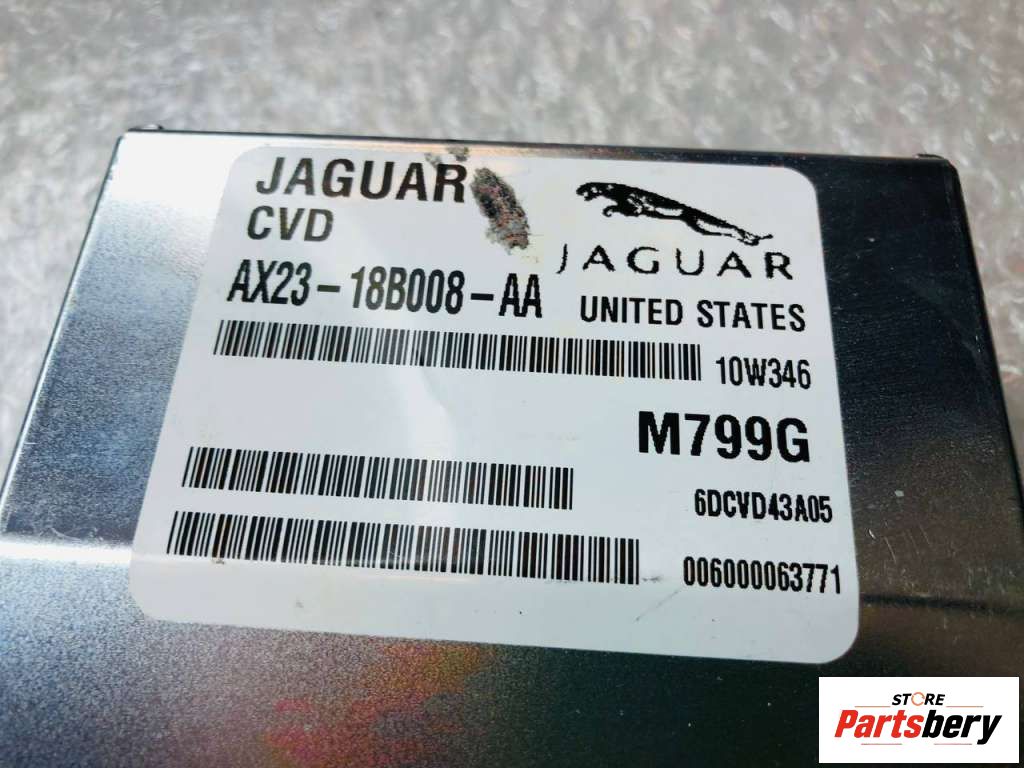 JAGUAR
CVD
JAGUAR
AX23-18B008-AA
UNITED STATES
10W346
M799G
6DCVD43A05
006000063771
STORE
Partsbery